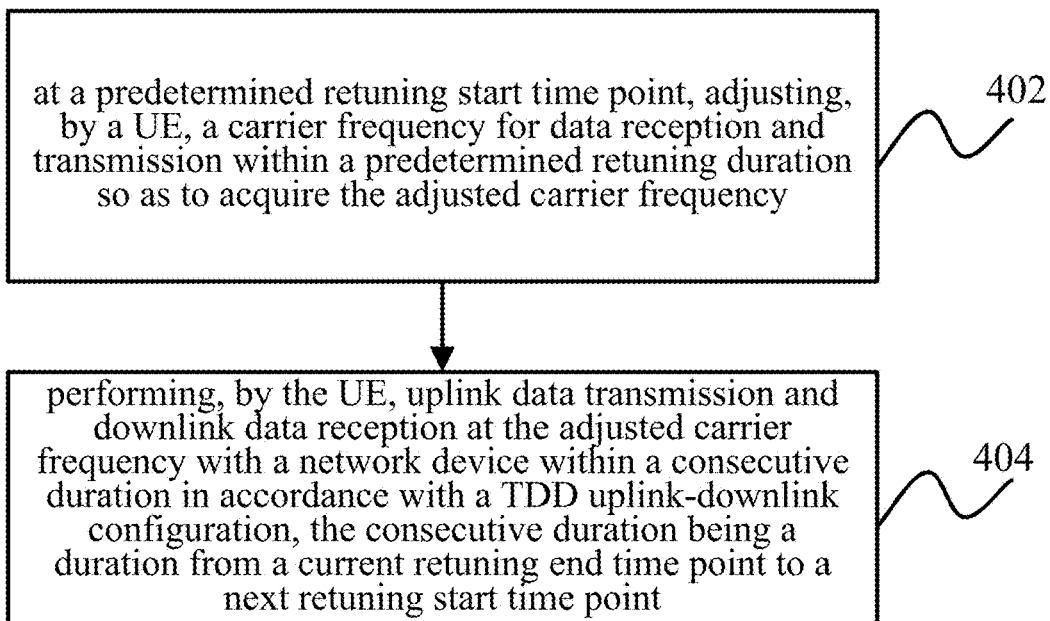 at a predetermined retuning start time point, adjusting,
by a UE, a carrier frequency for data reception and
transmission within a predetermined retuning duration
so as to acquire the adjusted carrier frequency
402
performing, by the UE, uplink data transmission and
downlink data reception at the adjusted carrier
frequency with a network device within a consecutive
duration in accordance with a TDD uplink-downlink
configuration, the consecutive duration being a
duration from a current retuning end time point to a
next retuning start time point
404